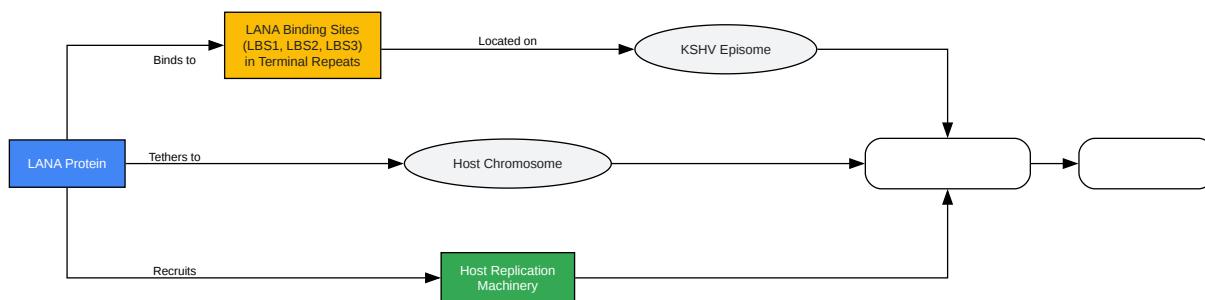 LANA Binding Sites
(LBS1, LBS2, LBS3)
in Terminal Repeats
Located on
KSHV Episome
Binds to
LANA Protein
Tethers to
Host Chromosome
Recruits
Host Replication
Machinery